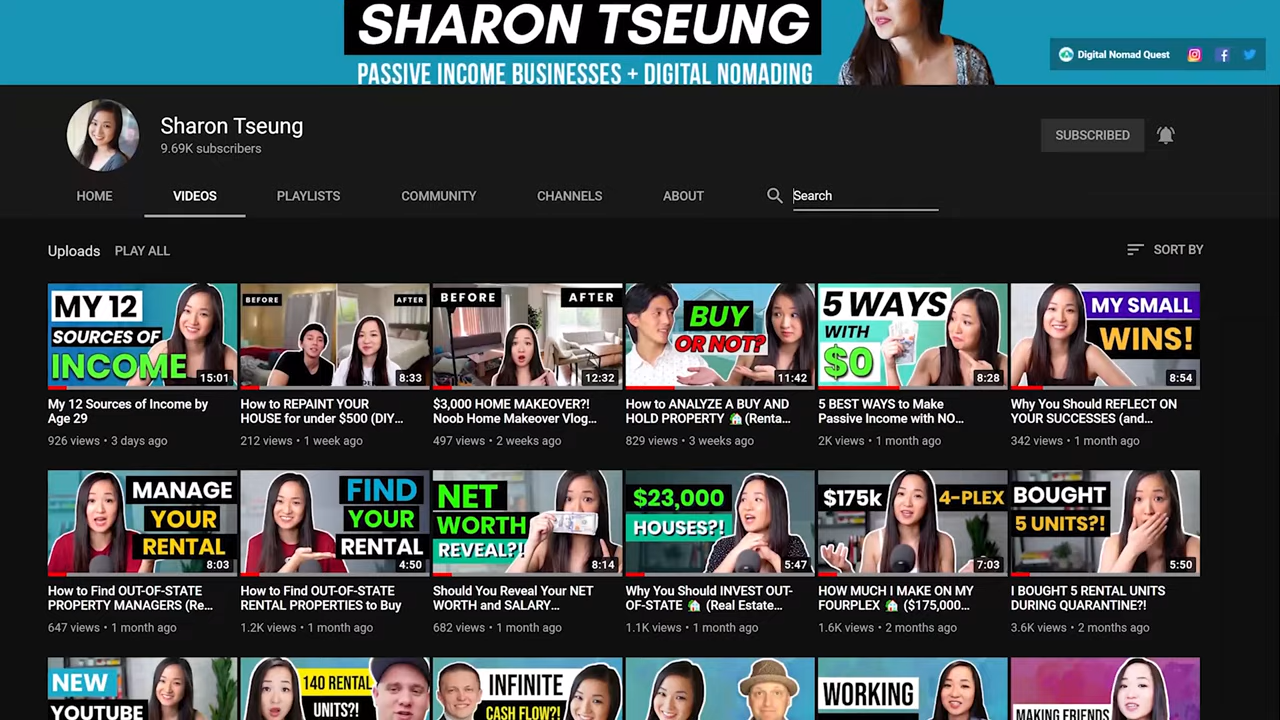 SHARON TSEUNG
PASSIVE INCOME BUSINESSES + DIGITAL NOMADING
Digital Nomad Quest
Sharon Tseung
9.69K subscribers
SUBSCRIBED
HOME VIDEOS PLAYLISTS COMMUNITY CHANNELS ABOUT Search
Uploads PLAY ALL SORT BY
MY 12
SOURCES OF
INCOME
15:01
My 12 Sources of Income by
Age 29
926 views • 3 days ago
BEFORE AFTER
8:33
How to REPAINT YOUR
HOUSE for under $500 (DIY...
212 views • 1 week ago
BEFORE AFTER
12:32
$3,000 HOME MAKEOVER?!
Noob Home Makeover Vlog...
497 views • 2 weeks ago
BUY
OR NOT?
11:42
How to ANALYZE A BUY AND
HOLD PROPERTY 🏠 (Renta...
829 views • 3 weeks ago
5 WAYS
WITH
$0
8:28
5 BEST WAYS to Make
Passive Income with NO...
2K views • 1 month ago
MY SMALL
WINS!
8:54
Why You Should REFLECT ON
YOUR SUCCESSES (and...
342 views • 1 month ago
MANAGE
YOUR
RENTAL
8:03
How to Find OUT-OF-STATE
PROPERTY MANAGERS (Re...
647 views • 1 month ago
FIND
YOUR
RENTAL
4:50
How to Find OUT-OF-STATE
RENTAL PROPERTIES to Buy
1.2K views • 1 month ago
NET
WORTH
REVEAL?!
8:14
Should You Reveal Your NET
WORTH and SALARY...
682 views • 1 month ago
$23,000
HOUSES?!
5:47
Why You Should INVEST OUT-
OF-STATE 🏠 (Real Estate...
1.1K views • 1 month ago
$175k 4-PLEX
7:03
HOW MUCH I MAKE ON MY
FOURPLEX 🏠 ($175,000...
1.6K views • 2 months ago
BOUGHT
5 UNITS?!
5:50
I BOUGHT 5 RENTAL UNITS
DURING QUARANTINE?!
3.6K views • 2 months ago
NEW
YOUTUBE
140 RENTAL
UNITS?!
INFINITE
CASH FLOW?!
WORKING
MAKING FRIENDS